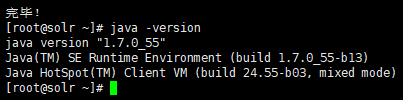 完毕！
[root@solr ~]# java -version
java version "1.7.0_55"
Java(TM) SE Runtime Environment (build 1.7.0_55-b13)
Java HotSpot(TM) Client VM (build 24.55-b03, mixed mode)
[root@solr ~]#